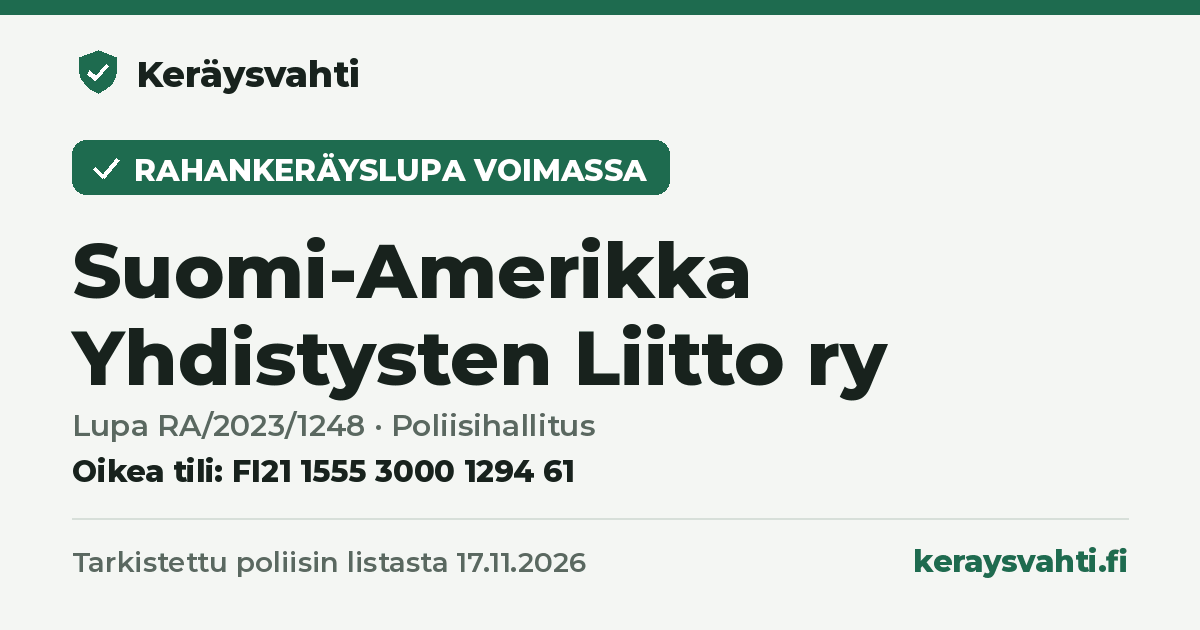 Keräysvahti
RAHANKERÄYSLUPA VOIMASSA
Suomi-Amerikka
Yhdistysten Liitto ry
Lupa RA/2023/1248 · Poliisihallitus
Oikea tili: FI21 1555 3000 1294 61
Tarkistettu poliisin listasta 17.11.2026
keraysvahti.fi